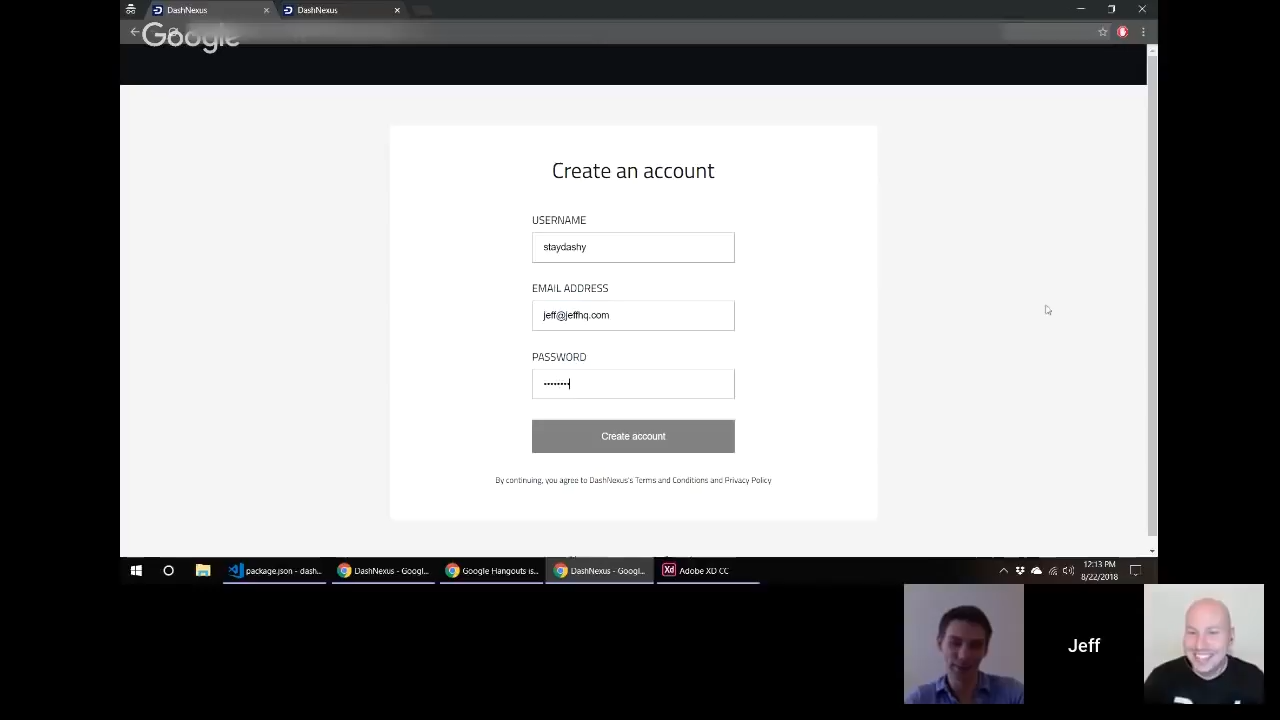 DashNexus
DashNexus
Google
Create an account
USERNAME
staydashy
EMAIL ADDRESS
jeff@jeffhq.com
PASSWORD
Create account
By continuing, you agree to DashNexus's Terms and Conditions and Privacy Policy
package.json - dash...
DashNexus - Googl...
Google Hangouts is...
DashNexus - Googl...
Xd
Adobe XD CC
12:13 PM
8/22/2018
Jeff